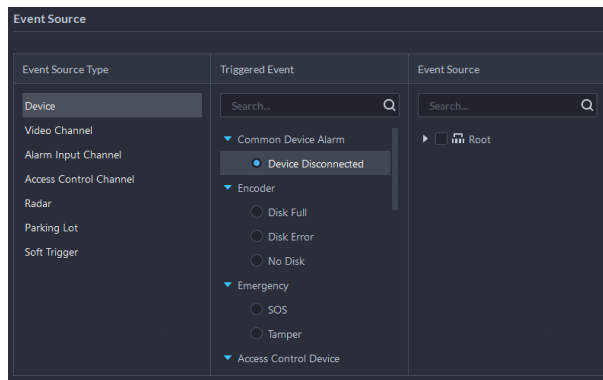 Event Source
Event Source Type
Triggered Event
Event Source
Device
Video Channel
Alarm Input Channel
Access Control Channel
Radar
Parking Lot
Soft Trigger
Search...
Common Device Alarm
Device Disconnected
Encoder
Disk Full
Disk Error
No Disk
Emergency
SOS
Tamper
Access Control Device
Search...
Root